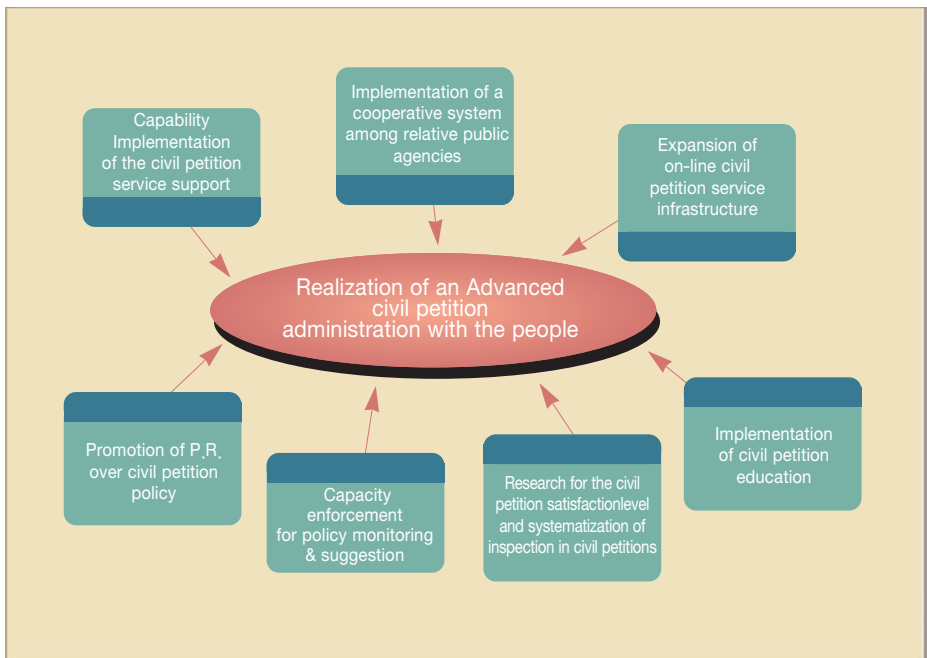 Capability
Implementation
of the civil petition
service support
Implementation of a
cooperative system
among relative public
agencies
Expansion of
on-line civil
petition service
infrastructure
Realization of an Advanced
civil petition
administration with the people
Promotion of P.R.
over civil petition
policy
Capacity
enforcement
for policy monitoring
& suggestion
Research for the civil
petition satisfactionlevel
and systematization of
inspection in civil petitions
Implementation
of civil petition
education